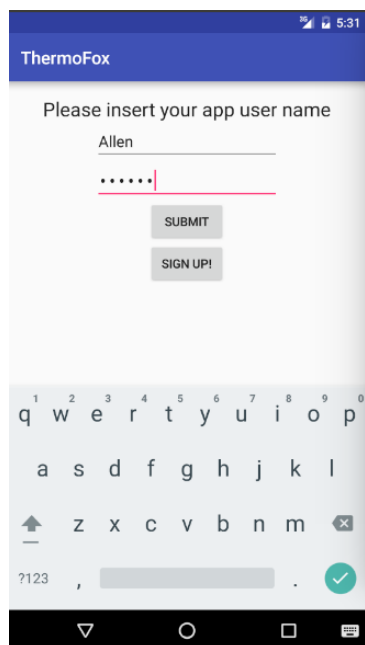 3G 5:31
ThermoFox
Please insert your app user name
Allen
••••••
SUBMIT
SIGN UP!
1 2 3 4 5 6 7 8 9 0
q w e r t y u i o p
a s d f g h j k l
z x c v b n m
?123 , .